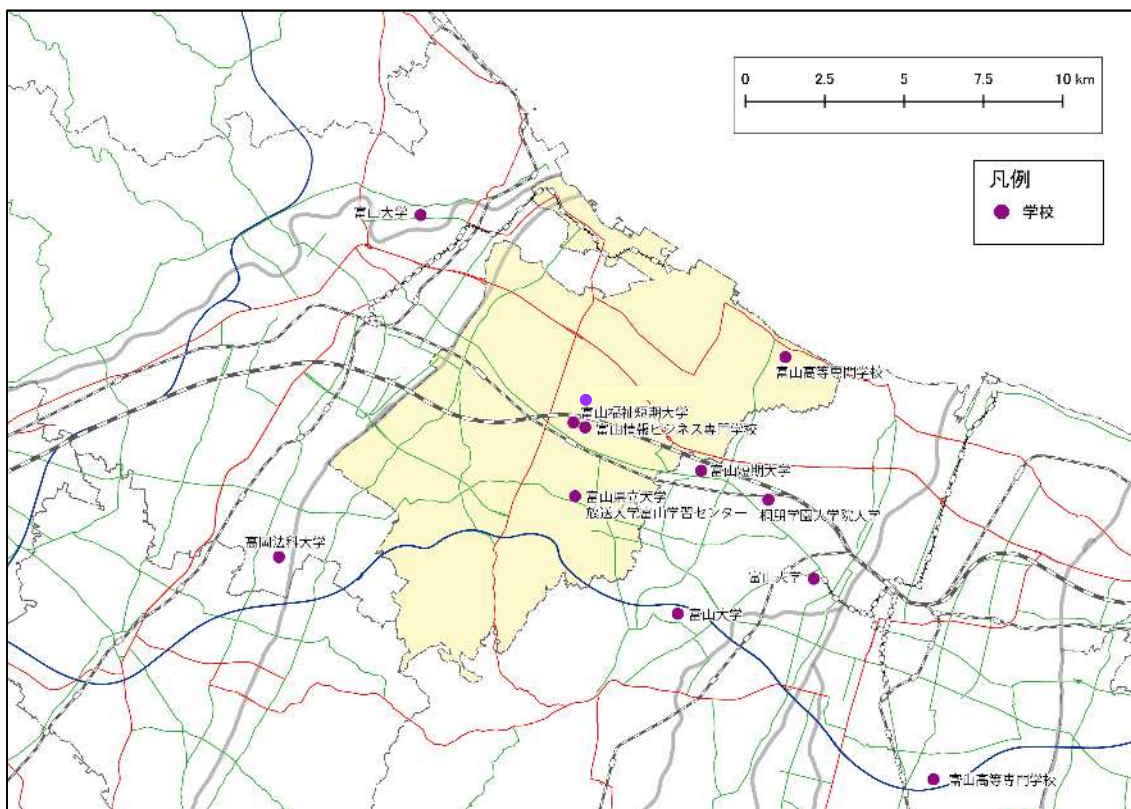 0 2.5 5 7.5 10 km
凡例
学校
富山大学
富山高等専門学校
富山福祉短期大学
富山情報ビジネス専門学校
富山短期大学
富山県立大学
放送大学富山学習センター
桐朋学園大学院大学
高岡法科大学
富山大学
富山大学
富山高等専門学校